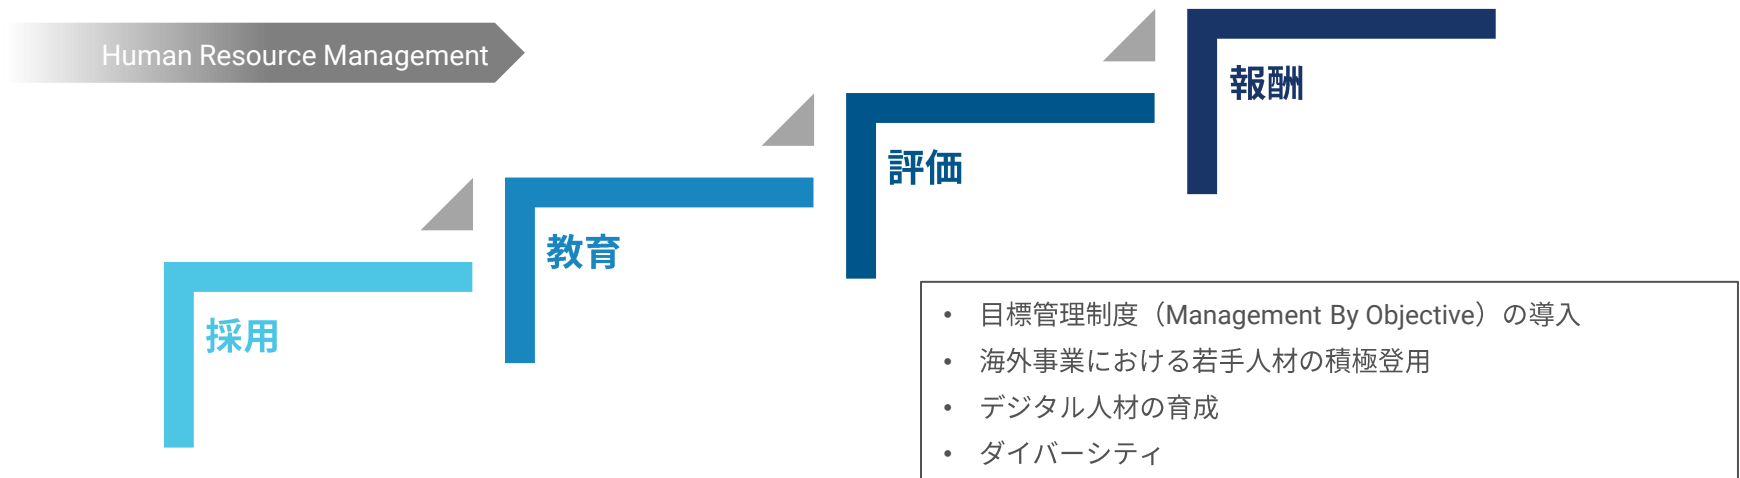 Human Resource Management
報酬
評価
教育
採用
• 目標管理制度（Management By Objective）の導入
• 海外事業における若手人材の積極登用
• デジタル人材の育成
• ダイバーシティ